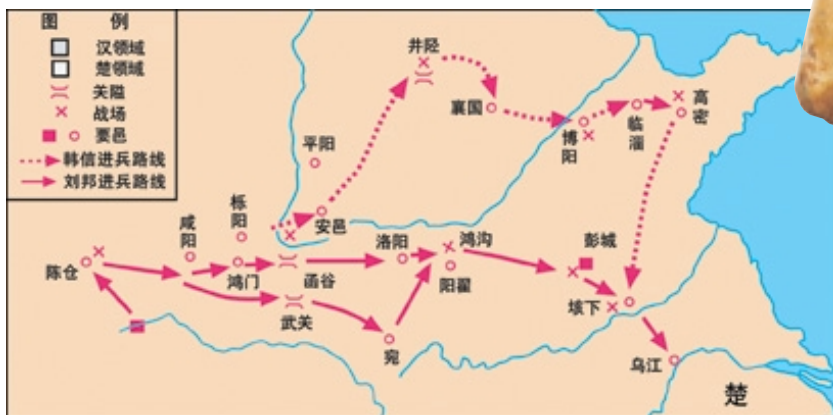 图 例
汉领域
楚领域
关隘
战场
要邑
韩信进兵路线
刘邦进兵路线
井陉
襄国
博阳
临淄
高密
平阳
栎阳
安邑
咸阳
陈仓
鸿门
函谷
洛阳
鸿沟
阳翟
彭城
武关
宛
垓下
乌江
楚